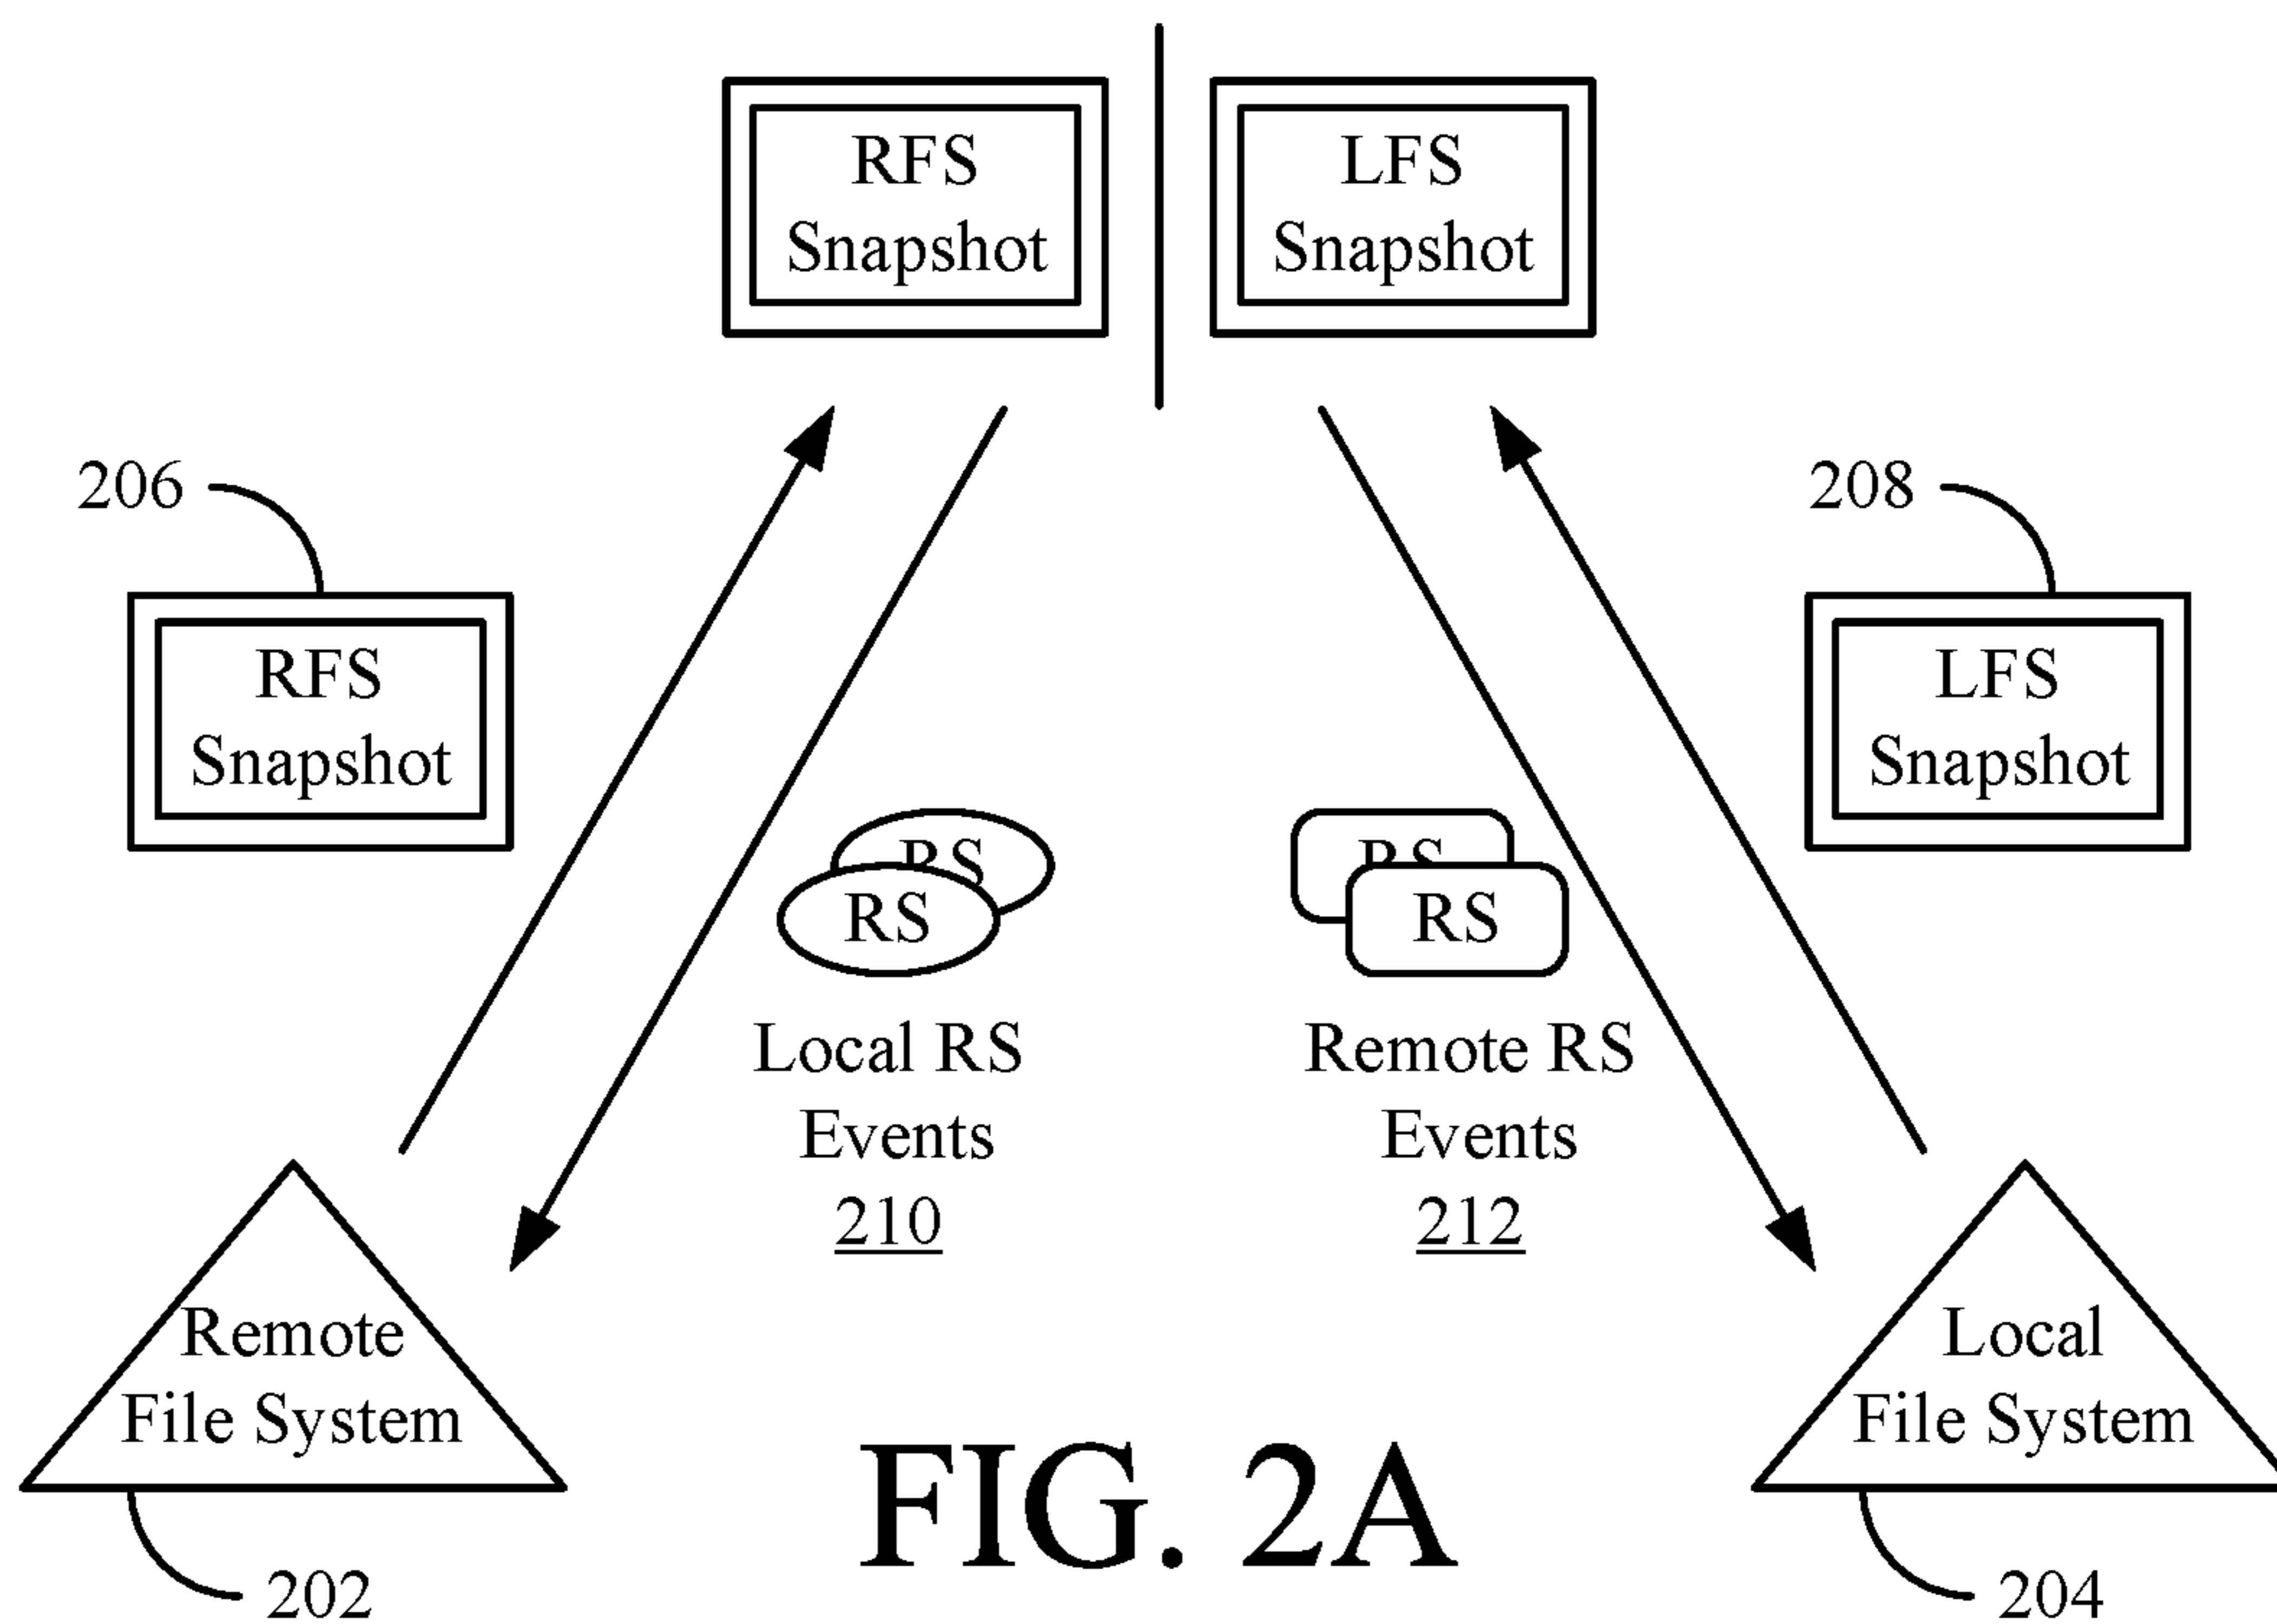 RFS
Snapshot
LFS
Snapshot
206
208
RFS
Snapshot
LFS
Snapshot
RS
RS
RS
RS
Local RS
Events
210
Remote RS
Events
212
Remote
File System
Local
File System
FIG. 2A
202
204